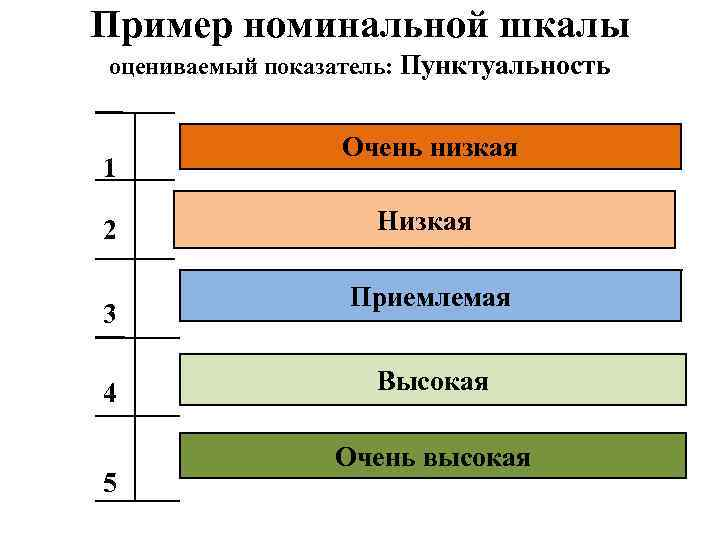 Пример номинальной шкалы
оцениваемый показатель: Пунктуальность
1
Очень низкая
2
Низкая
3
Приемлемая
4
Высокая
5
Очень высокая